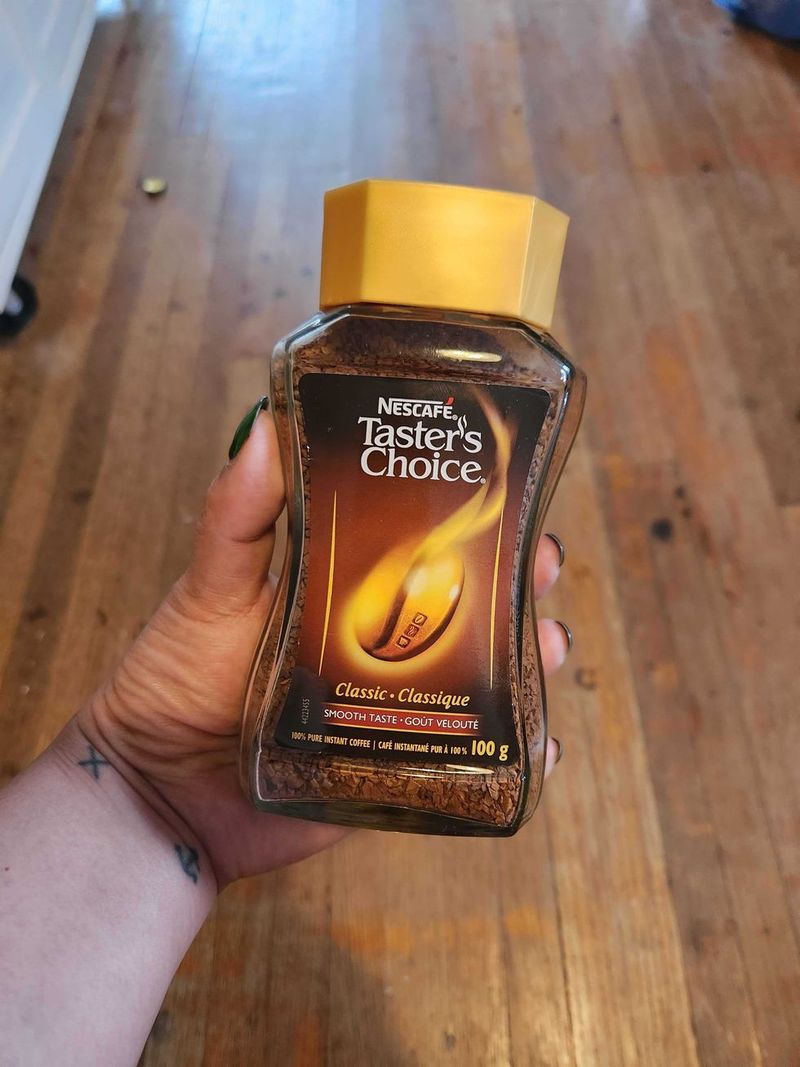 NESCAFÉ®
Taster's
Choice®
Classic • Classique
SMOOTH TASTE • GOÛT VELOUTÉ
100% PURE INSTANT COFFEE | CAFÉ INSTANTANÉ PUR À 100% 100 g